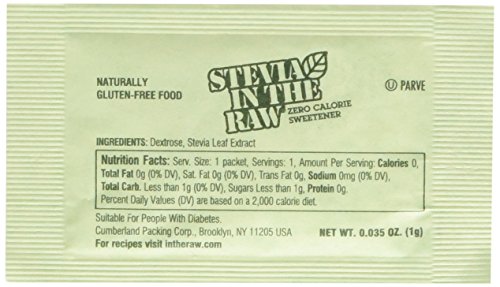 NATURALLY
GLUTEN-FREE FOOD
STEVIA
IN THE
RAW
ZERO CALORIE
SWEETENER
Ⓤ PARVE
INGREDIENTS: Dextrose, Stevia Leaf Extract
Nutrition Facts: Serv. Size: 1 packet, Servings: 1, Amount Per Serving: Calories 0,
Total Fat 0g (0% DV), Sat. Fat 0g (0% DV), Trans Fat 0g, Sodium 0mg (0% DV),
Total Carb. Less than 1g (0% DV), Sugars Less than 1g, Protein 0g.
Percent Daily Values (DV) are based on a 2,000 calorie diet.
Suitable For People With Diabetes.
Cumberland Packing Corp., Brooklyn, NY 11205 USA
For recipes visit intheraw.com
NET WT. 0.035 OZ. (1g)